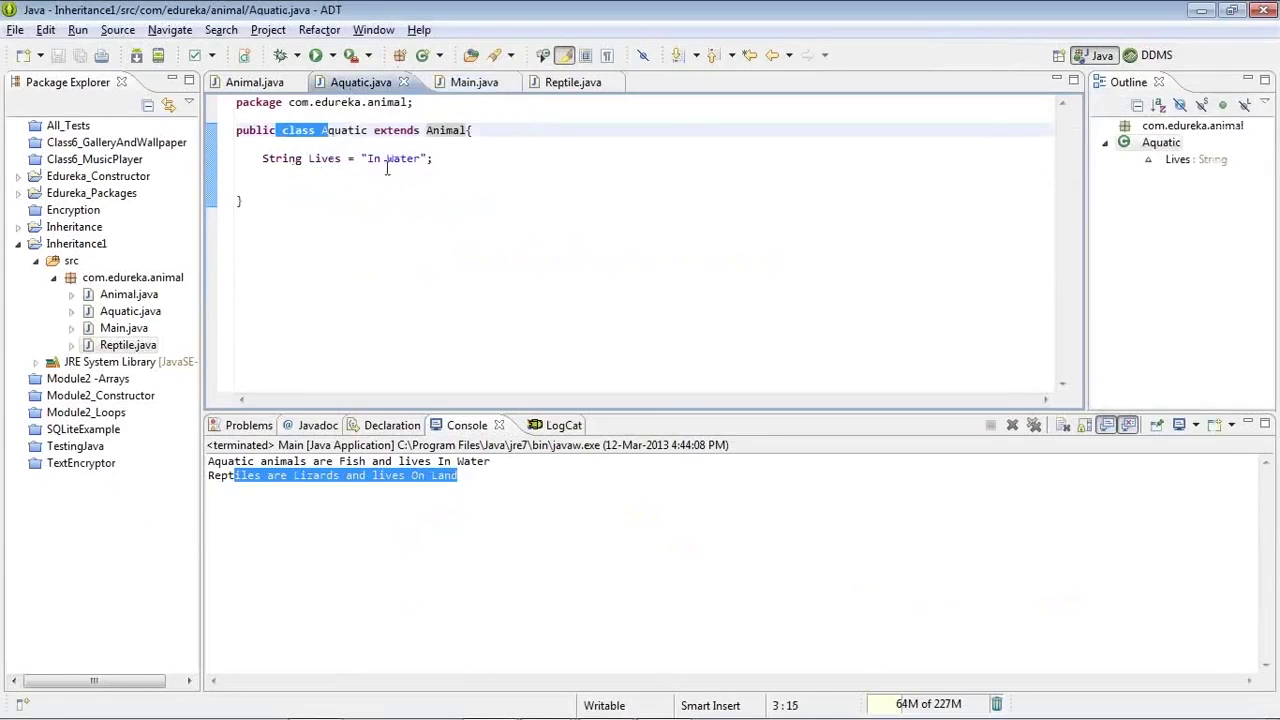 Java - Inheritance1/src/com/edureka/animal/Aquatic.java - ADT
File Edit Run Source Navigate Search Project Refactor Window Help
Java DDMS
Package Explorer
All_Tests
Class6_GalleryAndWallpaper
Class6_MusicPlayer
Edureka_Constructor
Edureka_Packages
Encryption
Inheritance
Inheritance1
src
com.edureka.animal
Animal.java
Aquatic.java
Main.java
Reptile.java
JRE System Library [JavaSE-
Module2 -Arrays
Module2_Constructor
Module2_Loops
SQLiteExample
TestingJava
TextEncryptor
Animal.java Aquatic.java Main.java Reptile.java
package com.edureka.animal;
public class Aquatic extends Animal{
String Lives = "In Water";
}
Outline
com.edureka.animal
Aquatic
Lives : String
Problems Javadoc Declaration Console LogCat
<terminated> Main [Java Application] C:\Program Files\Java\jre7\bin\javaw.exe (12-Mar-2013 4:44:08 PM)
Aquatic animals are Fish and lives In Water
Reptiles are Lizards and lives On Land
Writable Smart Insert 3 : 15 64M of 227M